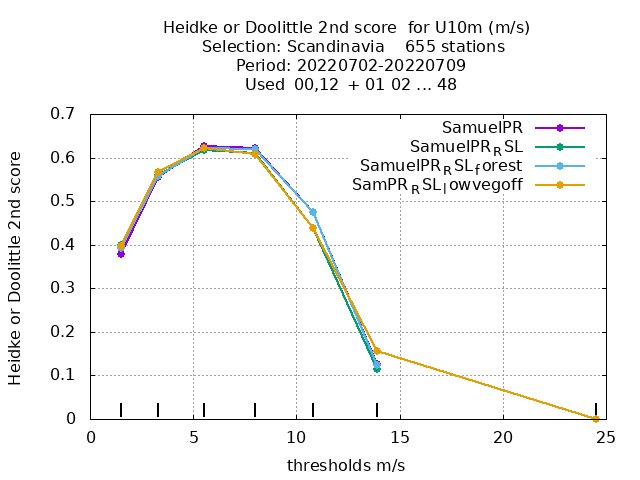 Heidke or Doolittle 2nd score  for U10m (m/s)
Selection: Scandinavia    655 stations
Period: 20220702-20220709
Used  00,12  + 01 02 ... 48
SamuelPR
SamuelPR_RSL
SamuelPR_RSL_forest
SamPR_RSL_lowvegoff
Heidke or Doolittle 2nd score
0.7
0.6
0.5
0.4
0.3
0.2
0.1
0
0 5 10 15 20 25
thresholds m/s